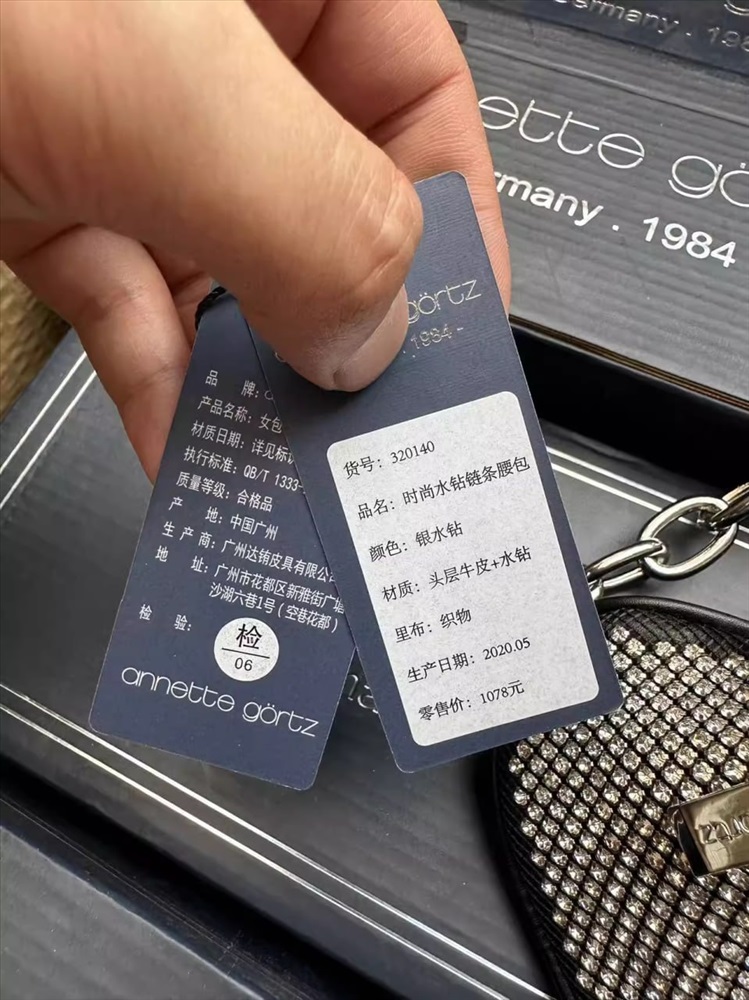 Germany . 198
ette gö
rmany . 1984
görtz
. 1984 -
品 牌:
产品名称: 女包
材质日期: 详见标识
执行标准: QB/T 1333-
质量等级: 合格品
产 地: 中国广州
生 产 商: 广州达销皮具有限公司
地 址: 广州市花都区新雅街广塘
沙湖六巷1号(空巷花都)
检 验: 检
06
annette görtz
货号: 320140
品名: 时尚水钻链条腰包
颜色: 银水钻
材质: 头层牛皮+水钻
里布: 织物
生产日期: 2020.05
零售价: 1078元